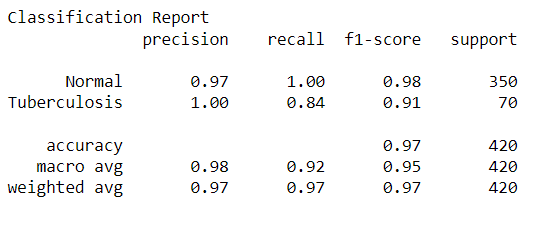 Classification Report
precision recall f1-score support
Normal 0.97 1.00 0.98 350
Tuberculosis 1.00 0.84 0.91 70
accuracy 0.97 420
macro avg 0.98 0.92 0.95 420
weighted avg 0.97 0.97 0.97 420